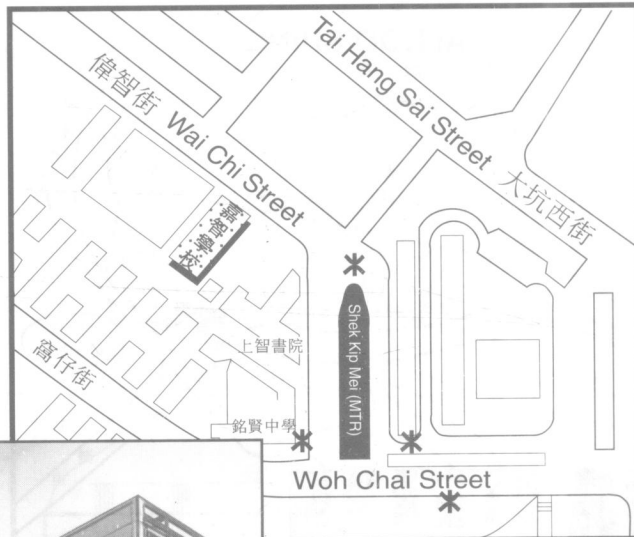 Tai Hang Sai Street 大坑西街
偉智街 Wai Chi Street
嘉智學校
Shek Kip Mei (MTR)
上智書院
窩仔街
銘賢中學
Woh Chai Street